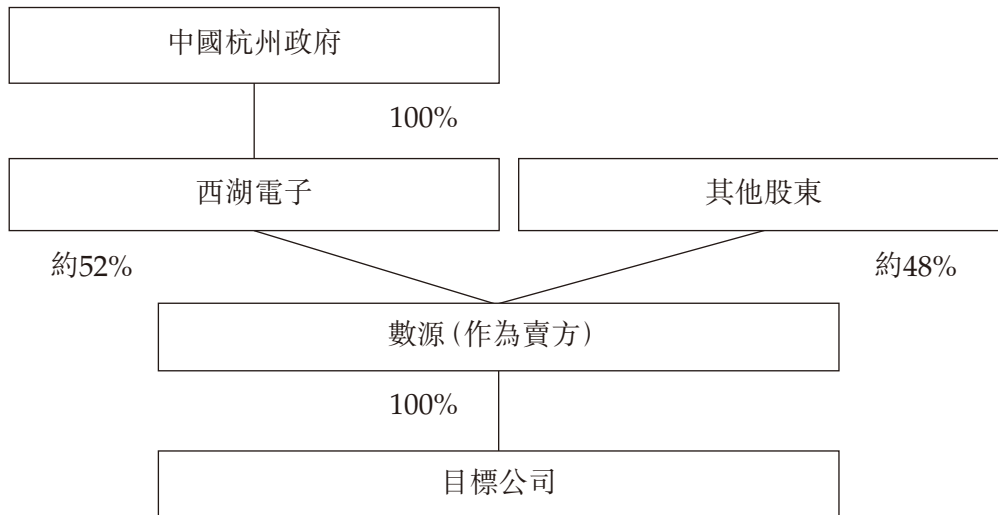 中國杭州政府
100%
西湖電子
其他股東
約52%
約48%
數源(作為賣方)
100%
目標公司